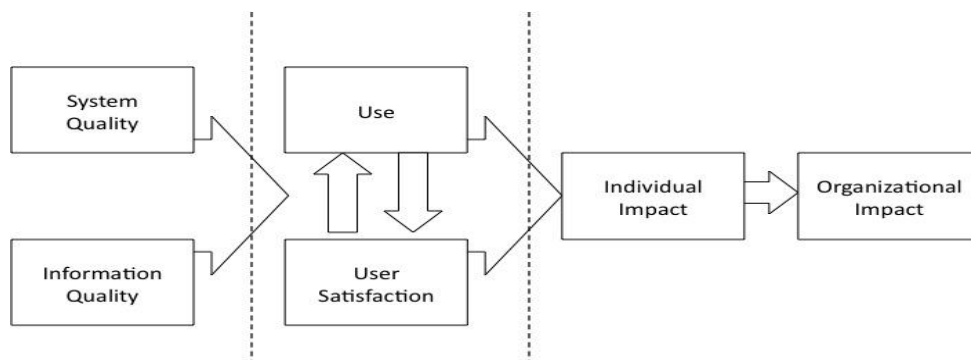 System
Quality
Use
Individual
Impact
Organizational
Impact
Information
Quality
User
Satisfaction